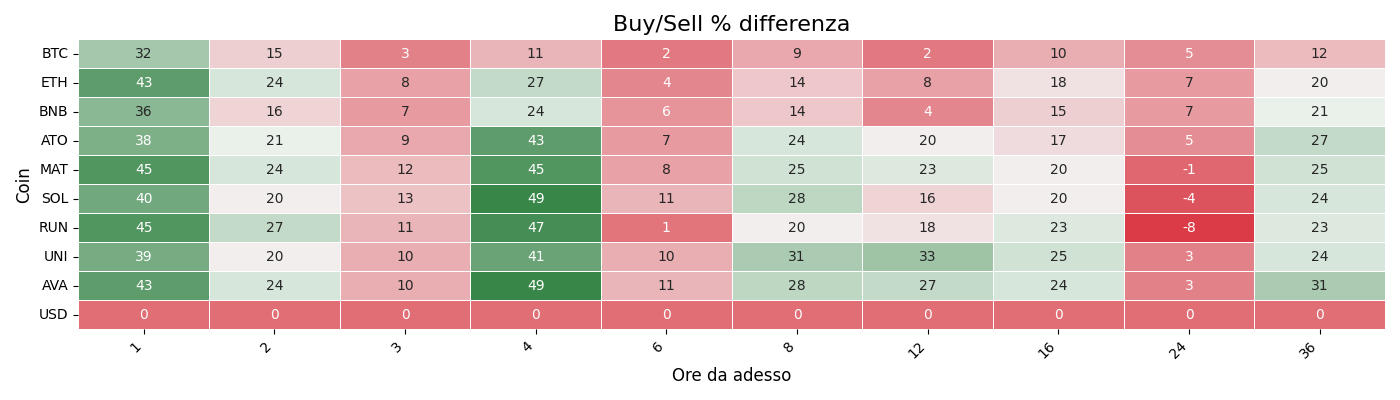 Buy/Sell % differenza
Coin
BTC 32 15 3 11 2 9 2 10 5 12
ETH 43 24 8 27 4 14 8 18 7 20
BNB 36 16 7 24 6 14 4 15 7 21
ATO 38 21 9 43 7 24 20 17 5 27
MAT 45 24 12 45 8 25 23 20 -1 25
SOL 40 20 13 49 11 28 16 20 -4 24
RUN 45 27 11 47 1 20 18 23 -8 23
UNI 39 20 10 41 10 31 33 25 3 24
AVA 43 24 10 49 11 28 27 24 3 31
USD 0 0 0 0 0 0 0 0 0 0
1 2 3 4 6 8 12 16 24 36
Ore da adesso